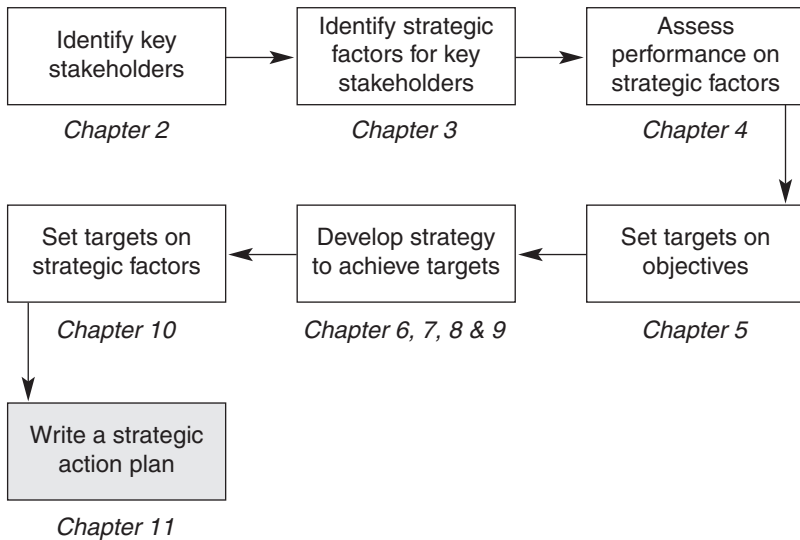 Identify key
stakeholders
Chapter 2
Identify strategic
factors for key
stakeholders
Chapter 3
Assess
performance on
strategic factors
Chapter 4
Set targets on
objectives
Chapter 5
Develop strategy
to achieve targets
Chapter 6, 7, 8 & 9
Set targets on
strategic factors
Chapter 10
Write a strategic
action plan
Chapter 11